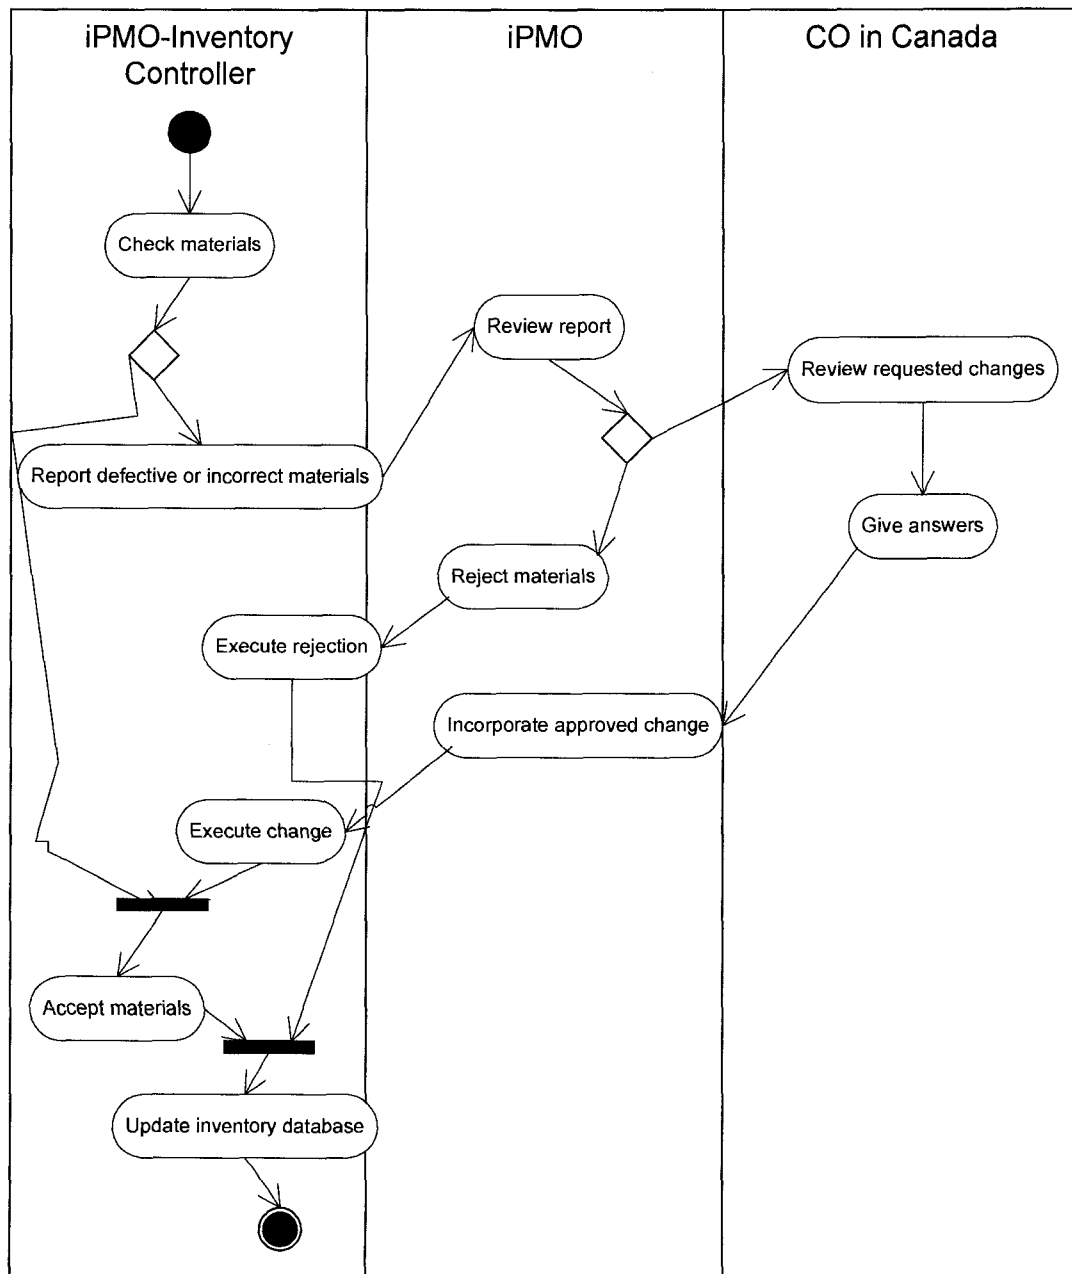 iPMO-Inventory
Controller
iPMO
CO in Canada
Check materials
Review report
Review requested changes
Report defective or incorrect materials
Give answers
Reject materials
Execute rejection
Incorporate approved change
Execute change
Accept materials
Update inventory database